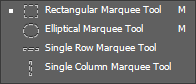 Rectangular Marquee Tool M
Elliptical Marquee Tool M
Single Row Marquee Tool
Single Column Marquee Tool